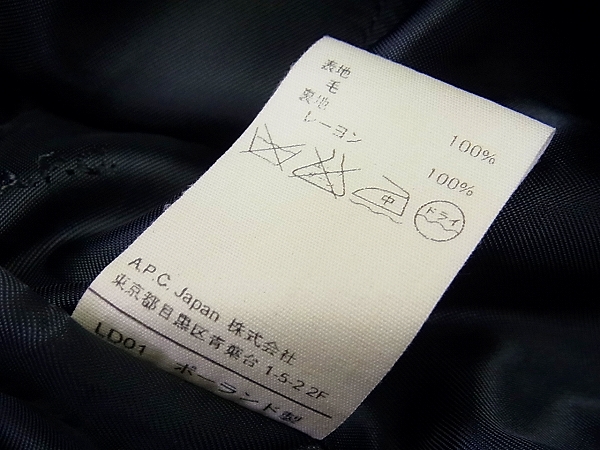 表地
毛 100%
裏地
レーヨン 100%
中 ドライ
A.P.C. Japan 株式会社
東京都目黒区青葉台 1-5-2 2F
LD01 ポーランド製